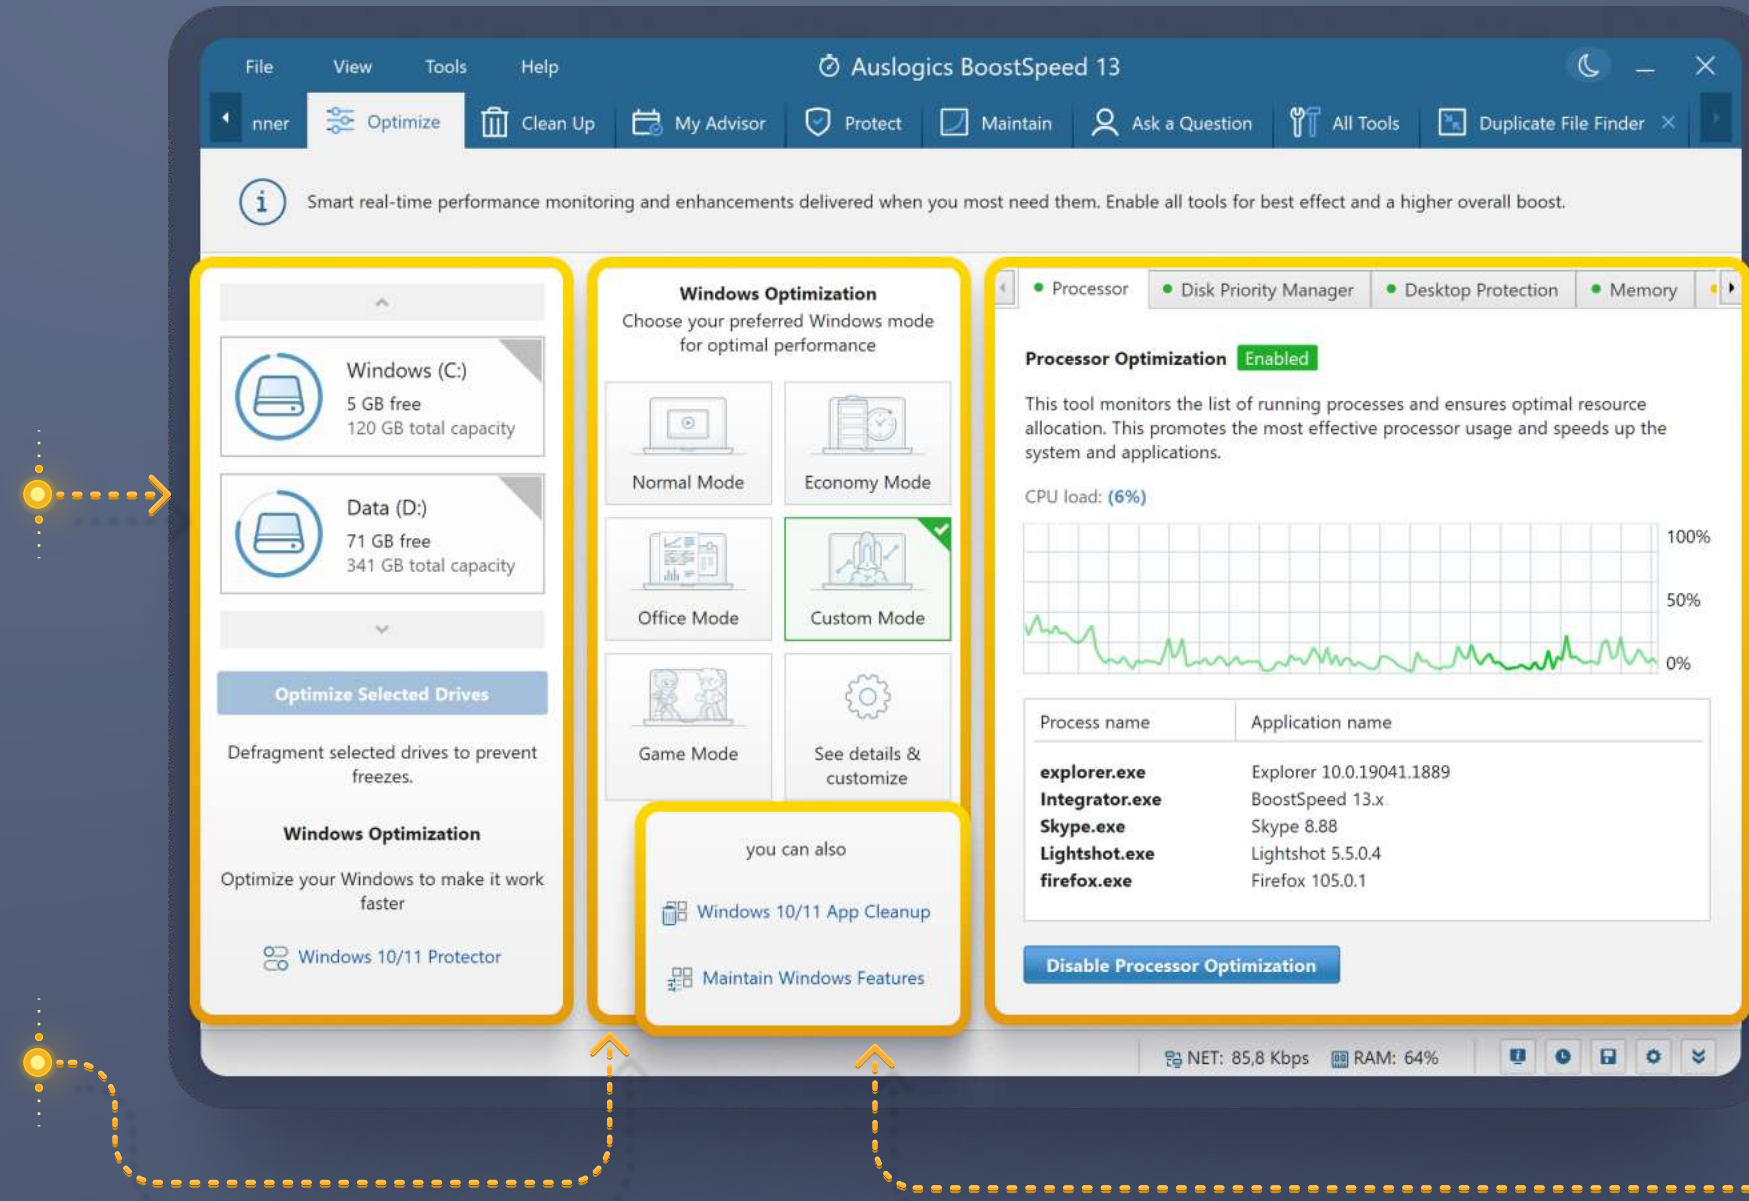 File View Tools Help Auslogics BoostSpeed 13
nner Optimize Clean Up My Advisor Protect Maintain Ask a Question All Tools Duplicate File Finder
Smart real-time performance monitoring and enhancements delivered when you most need them. Enable all tools for best effect and a higher overall boost.
Windows (C:)
5 GB free
120 GB total capacity
Data (D:)
71 GB free
341 GB total capacity
Optimize Selected Drives
Defragment selected drives to prevent
freezes.
Windows Optimization
Optimize your Windows to make it work
faster
Windows 10/11 Protector
Windows Optimization
Choose your preferred Windows mode
for optimal performance
Normal Mode Economy Mode
Office Mode Custom Mode
Game Mode See details &
customize
you can also
Windows 10/11 App Cleanup
Maintain Windows Features
Processor Disk Priority Manager Desktop Protection Memory
Processor Optimization Enabled
This tool monitors the list of running processes and ensures optimal resource
allocation. This promotes the most effective processor usage and speeds up the
system and applications.
CPU load: (6%)
100%
50%
0%
Process name Application name
explorer.exe Explorer 10.0.19041.1889
Integrator.exe BoostSpeed 13.x
Skype.exe Skype 8.88
Lightshot.exe Lightshot 5.5.0.4
firefox.exe Firefox 105.0.1
Disable Processor Optimization
NET: 85,8 Kbps RAM: 64%